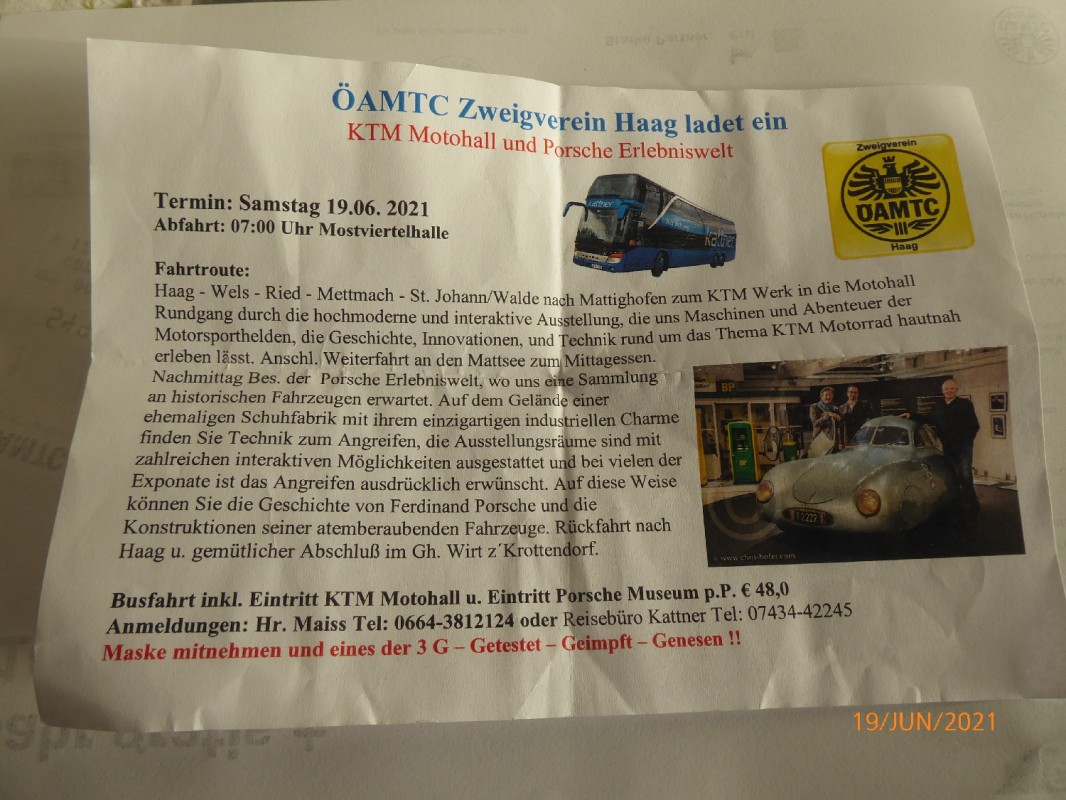 ÖAMTC Zweigverein Haag ladet ein
KTM Motohall und Porsche Erlebniswelt
Zweigverein
ÖAMTC
Haag
Termin: Samstag 19.06. 2021
Abfahrt: 07:00 Uhr Mostviertelhalle
kattner
kattner
Fahrtroute:
Haag - Wels - Ried - Mettmach - St. Johann/Walde nach Mattighofen zum KTM Werk in die Motohall
Rundgang durch die hochmoderne und interaktive Ausstellung, die uns Maschinen und Abenteuer der
Motorsporthelden, die Geschichte, Innovationen, und Technik rund um das Thema KTM Motorrad hautnah
erleben lässt. Anschl. Weiterfahrt an den Mattsee zum Mittagessen.
Nachmittag Bes. der Porsche Erlebniswelt, wo uns eine Sammlung
an historischen Fahrzeugen erwartet. Auf dem Gelände einer
ehemaligen Schuhfabrik mit ihrem einzigartigen industriellen Charme
finden Sie Technik zum Angreifen, die Ausstellungsräume sind mit
zahlreichen interaktiven Möglichkeiten ausgestattet und bei vielen der
Exponate ist das Angreifen ausdrücklich erwünscht. Auf diese Weise
können Sie die Geschichte von Ferdinand Porsche und die
Konstruktionen seiner atemberaubenden Fahrzeuge. Rückfahrt nach
Haag u. gemütlicher Abschluß im Gh. Wirt z´Krottendorf.
BP
© www.chris-hofer.com
Busfahrt inkl. Eintritt KTM Motohall u. Eintritt Porsche Museum p.P. € 48,0
Anmeldungen: Hr. Maiss Tel: 0664-3812124 oder Reisebüro Kattner Tel: 07434-42245
Maske mitnehmen und eines der 3 G – Getestet – Geimpft – Genesen !!
19/JUN/2021